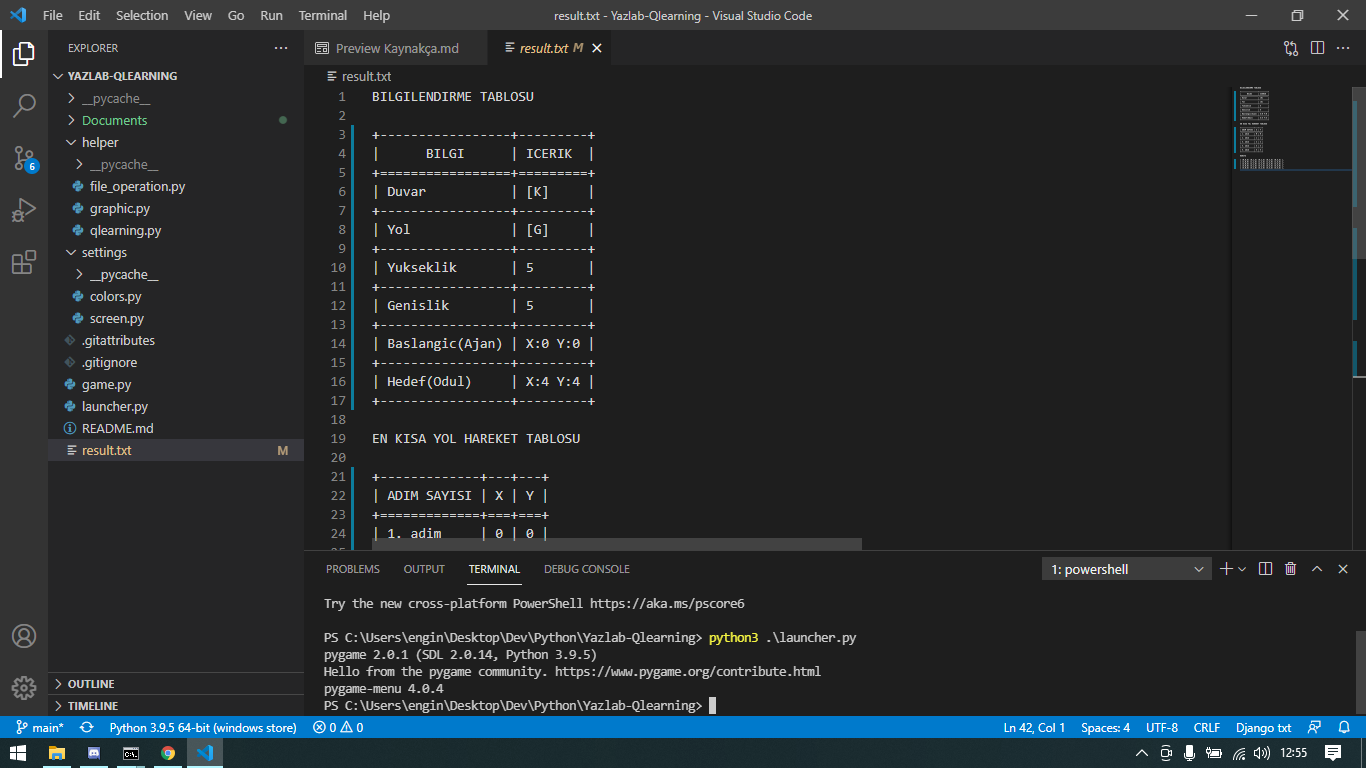 File Edit Selection View Go Run Terminal Help result.txt - Yazlab-Qlearning - Visual Studio Code
EXPLORER
YAZLAB-QLEARNING
__pycache__
Documents
helper
__pycache__
file_operation.py
graphic.py
qlearning.py
settings
__pycache__
colors.py
screen.py
.gitattributes
.gitignore
game.py
launcher.py
README.md
result.txt M
OUTLINE
TIMELINE
6
Preview Kaynakça.md result.txt M
result.txt
1 BILGILENDIRME TABLOSU
2
3 +-----------------+---------+
4 |      BILGI      | ICERIK  |
5 +=================+=========+
6 | Duvar           | [K]     |
7 +-----------------+---------+
8 | Yol             | [G]     |
9 +-----------------+---------+
10 | Yukseklik       | 5       |
11 +-----------------+---------+
12 | Genislik        | 5       |
13 +-----------------+---------+
14 | Baslangic(Ajan) | X:0 Y:0 |
15 +-----------------+---------+
16 | Hedef(Odul)     | X:4 Y:4 |
17 +-----------------+---------+
18
19 EN KISA YOL HAREKET TABLOSU
20
21 +-------------+---+---+
22 | ADIM SAYISI | X | Y |
23 +=============+===+===+
24 | 1. adim     | 0 | 0 |
PROBLEMS OUTPUT TERMINAL DEBUG CONSOLE 1: powershell
Try the new cross-platform PowerShell https://aka.ms/pscore6
PS C:\Users\engin\Desktop\Dev\Python\Yazlab-Qlearning> python3 .\launcher.py
pygame 2.0.1 (SDL 2.0.14, Python 3.9.5)
Hello from the pygame community. https://www.pygame.org/contribute.html
pygame-menu 4.0.4
PS C:\Users\engin\Desktop\Dev\Python\Yazlab-Qlearning>
main* Python 3.9.5 64-bit (windows store) 0 0 Ln 42, Col 1 Spaces: 4 UTF-8 CRLF Django txt
12:55